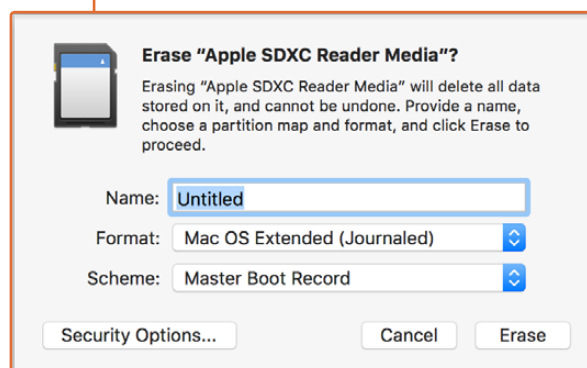 Erase “Apple SDXC Reader Media”?
Erasing “Apple SDXC Reader Media” will delete all data
stored on it, and cannot be undone. Provide a name,
choose a partition map and format, and click Erase to
proceed.
Name: Untitled
Format: Mac OS Extended (Journaled)
Scheme: Master Boot Record
Security Options... Cancel Erase